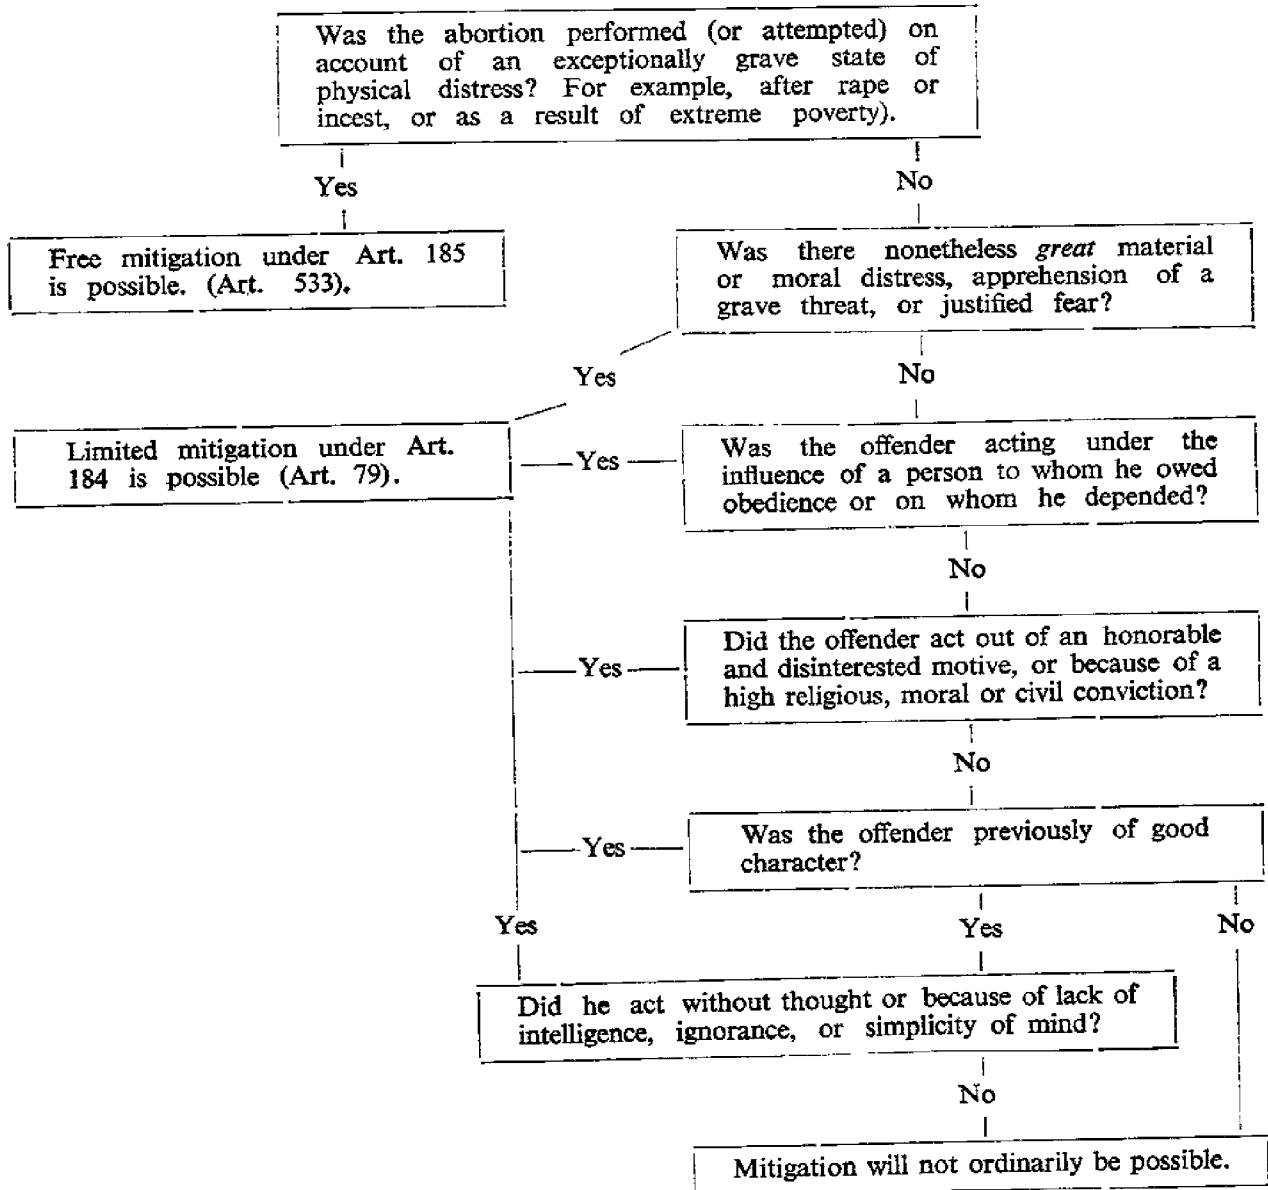 Was the abortion performed (or attempted) on
account of an exceptionally grave state of
physical distress? For example, after rape or
incest, or as a result of extreme poverty).
Yes
No
Free mitigation under Art. 185
is possible. (Art. 533).
Was there nonetheless great material
or moral distress, apprehension of a
grave threat, or justified fear?
Yes
No
Limited mitigation under Art.
184 is possible (Art. 79).
Yes
Was the offender acting under the
influence of a person to whom he owed
obedience or on whom he depended?
No
Yes
Did the offender act out of an honorable
and disinterested motive, or because of a
high religious, moral or civil conviction?
No
Yes
Was the offender previously of good
character?
Yes
Yes
No
Did he act without thought or because of lack of
intelligence, ignorance, or simplicity of mind?
No
Mitigation will not ordinarily be possible.